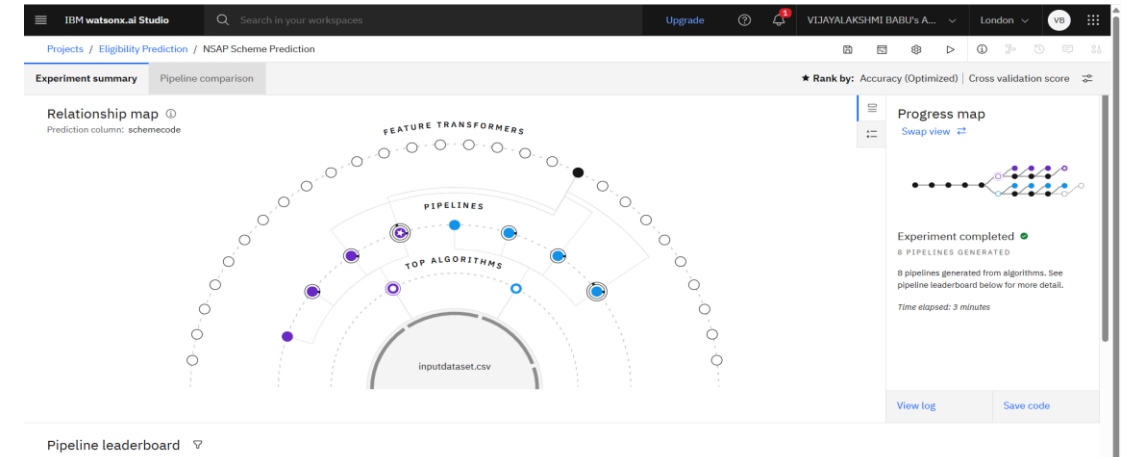 IBM watsonx.ai Studio
Search in your workspaces
Upgrade
1
VIJAYALAKSHMI BABU's A...
London
VB
Projects / Eligibility Prediction / NSAP Scheme Prediction
Experiment summary
Pipeline comparison
★ Rank by: Accuracy (Optimized) | Cross validation score
Relationship map
Prediction column: schemecode
FEATURE TRANSFORMERS
PIPELINES
TOP ALGORITHMS
inputdataset.csv
Progress map
Swap view
Experiment completed
8 PIPELINES GENERATED
8 pipelines generated from algorithms. See
pipeline leaderboard below for more detail.
Time elapsed: 3 minutes
View log
Save code
Pipeline leaderboard